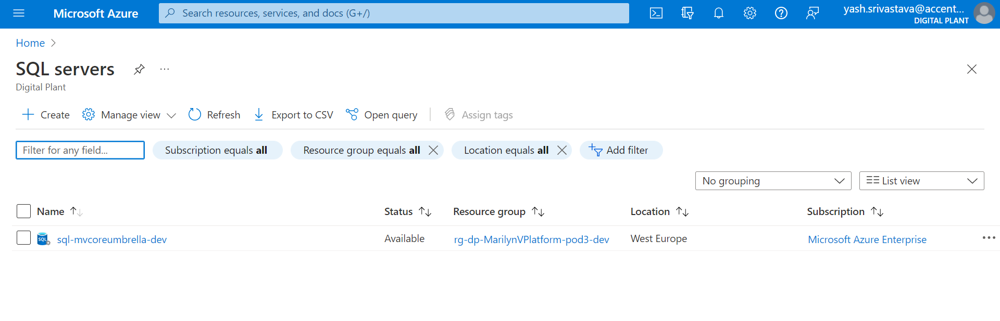 Microsoft Azure
Search resources, services, and docs (G+/)
yash.srivastava@accent...
DIGITAL PLANT
Home
SQL servers
...
Digital Plant
Create
Manage view
Refresh
Export to CSV
Open query
Assign tags
Filter for any field...
Subscription equals all
Resource group equals all
Location equals all
Add filter
No grouping
List view
Name
Status
Resource group
Location
Subscription
SQL
sql-mvcoreumbrella-dev
Available
rg-dp-MarilynVPlatform-pod3-dev
West Europe
Microsoft Azure Enterprise
...